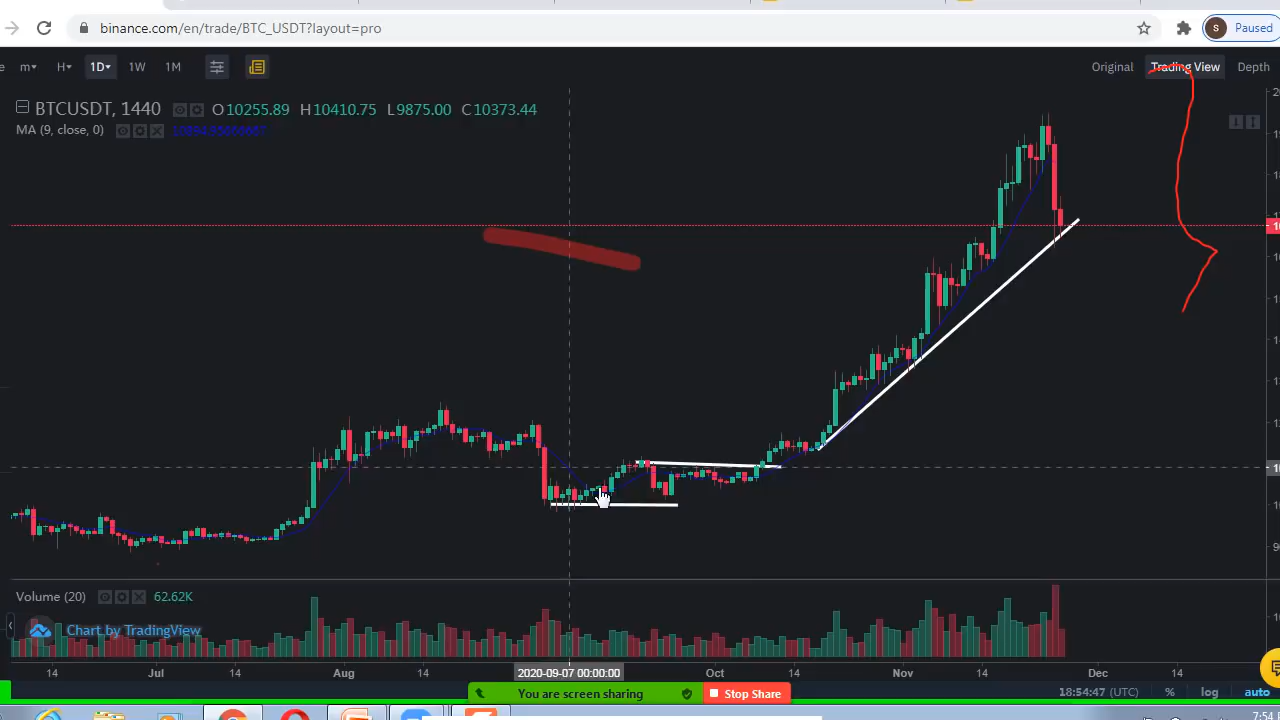 binance.com/en/trade/BTC_USDT?layout=pro
Paused
m H 1D 1W 1M
Original Trading View Depth
BTCUSDT, 1440 O10255.89 H10410.75 L9875.00 C10373.44
MA (9, close, 0)
Volume (20) 62.62K
Chart by TradingView
14 Jul 14 Aug 14 2020-09-07 00:00:00 Oct 14 Nov 14 Dec 14
You are screen sharing Stop Share
18:54:47 (UTC) % log auto